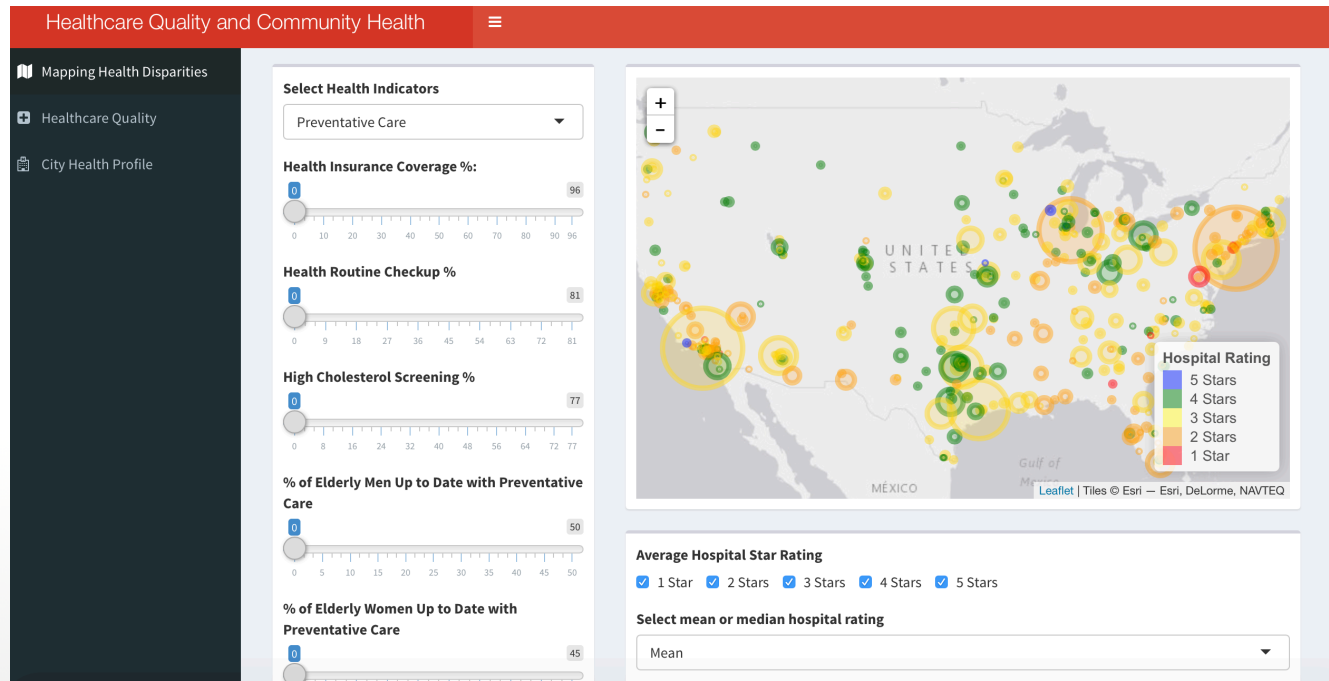 Healthcare Quality and Community Health
Mapping Health Disparities
Healthcare Quality
City Health Profile
Select Health Indicators
Preventative Care
Health Insurance Coverage %:
0 96
0 10 20 30 40 50 60 70 80 90 96
Health Routine Checkup %
0 81
0 9 18 27 36 45 54 63 72 81
High Cholesterol Screening %
0 77
0 8 16 24 32 40 48 56 64 72 77
% of Elderly Men Up to Date with Preventative
Care
0 50
0 5 10 15 20 25 30 35 40 45 50
% of Elderly Women Up to Date with
Preventative Care
0 45
+
−
UNITED
STATES
MÉXICO
Gulf of
Hospital Rating
5 Stars
4 Stars
3 Stars
2 Stars
1 Star
Leaflet | Tiles © Esri — Esri, DeLorme, NAVTEQ
Average Hospital Star Rating
1 Star 2 Stars 3 Stars 4 Stars 5 Stars
Select mean or median hospital rating
Mean